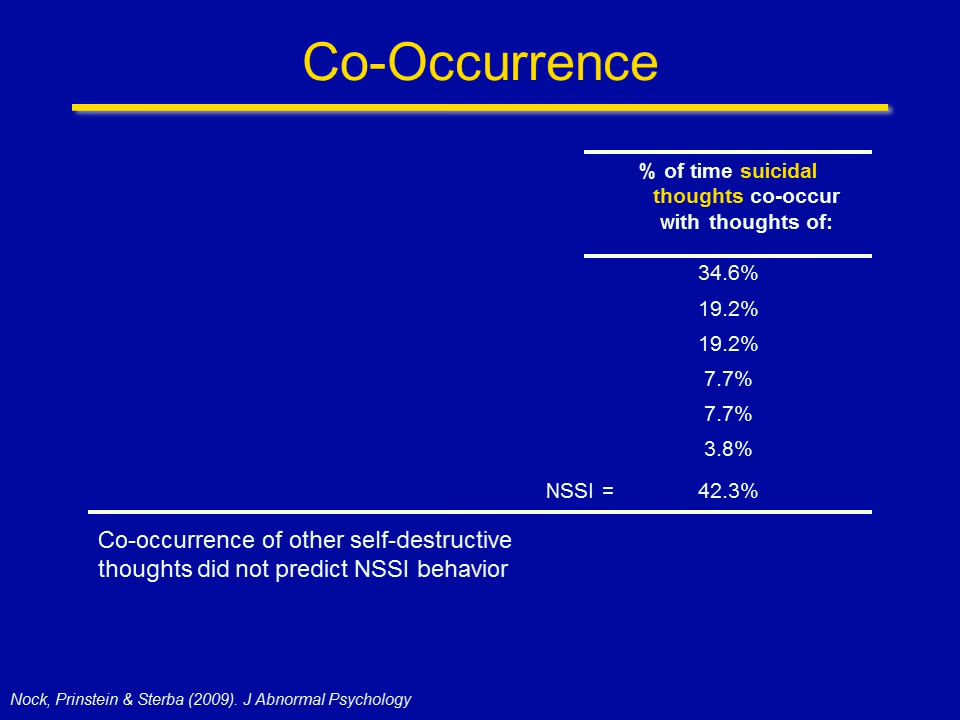 Co-Occurrence
% of time suicidal
thoughts co-occur
with thoughts of:
34.6%
19.2%
19.2%
7.7%
7.7%
3.8%
NSSI = 42.3%
Co-occurrence of other self-destructive
thoughts did not predict NSSI behavior
Nock, Prinstein & Sterba (2009). J Abnormal Psychology